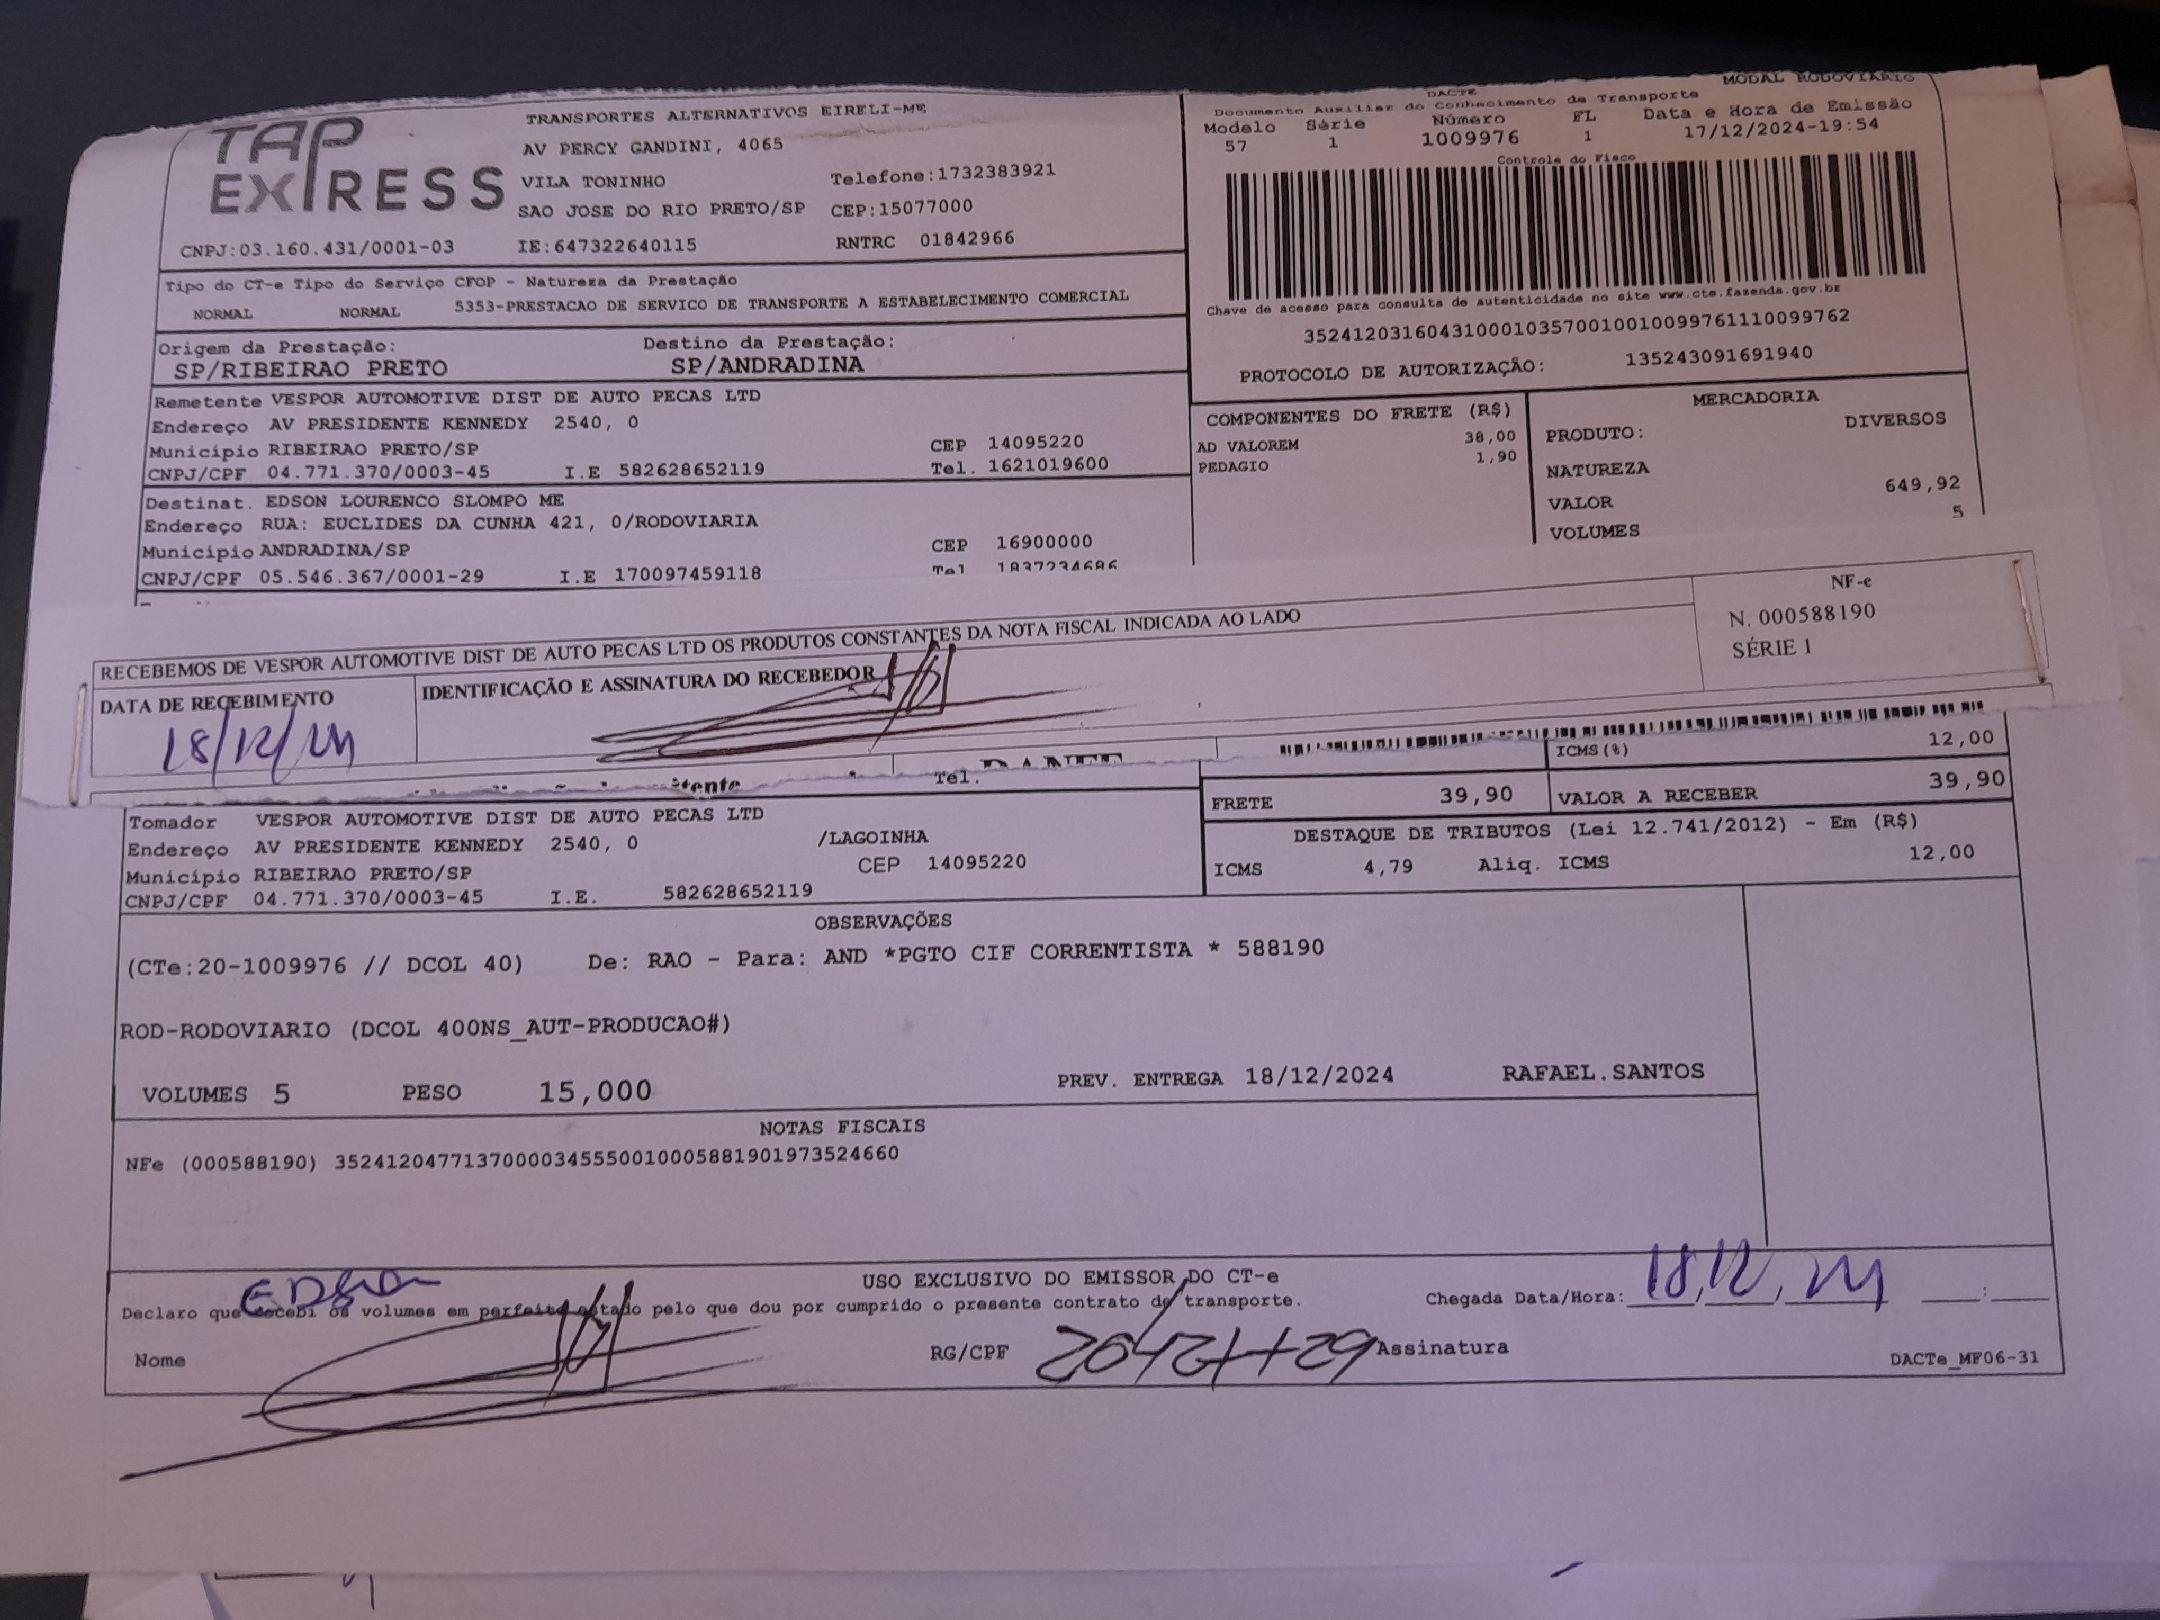 TAP EXPRESS
TRANSPORTES ALTERNATIVOS EIRELI-ME
AV PERCY GANDINI, 4065
VILA TONINHO Telefone:1732383921
SAO JOSE DO RIO PRETO/SP CEP:15077000
CNPJ:03.160.431/0001-03 IE:647322640115 RNTRC 01842966
Tipo do CT-e Tipo do Serviço CFOP - Natureza da Prestação
NORMAL NORMAL 5353-PRESTACAO DE SERVICO DE TRANSPORTE A ESTABELECIMENTO COMERCIAL
Origem da Prestação: Destino da Prestação:
SP/RIBEIRAO PRETO SP/ANDRADINA
Remetente VESPOR AUTOMOTIVE DIST DE AUTO PECAS LTD
Endereço AV PRESIDENTE KENNEDY 2540, 0
Município RIBEIRAO PRETO/SP CEP 14095220
CNPJ/CPF 04.771.370/0003-45 I.E 582628652119 Tel. 1621019600
Destinat. EDSON LOURENCO SLOMPO ME
Endereço RUA: EUCLIDES DA CUNHA 421, 0/RODOVIARIA
Município ANDRADINA/SP CEP 16900000
CNPJ/CPF 05.546.367/0001-29 I.E 170097459118 Tel 1837234686
MODAL RODOVIARIO
DACTE
Documento Auxiliar do Conhecimento de Transporte
Modelo Série Número FL Data e Hora de Emissão
57 1 1009976 1 17/12/2024-19:54
Controle do Fisco
Chave de acesso para consulta de autenticidade no site www.cte.fazenda.gov.br
35241203160431000103570010010099761110099762
PROTOCOLO DE AUTORIZAÇÃO: 135243091691940
COMPONENTES DO FRETE (R$)
AD VALOREM 38,00
PEDAGIO 1,90
MERCADORIA
PRODUTO: DIVERSOS
NATUREZA
VALOR 649,92
VOLUMES 5
RECEBEMOS DE VESPOR AUTOMOTIVE DIST DE AUTO PECAS LTD OS PRODUTOS CONSTANTES DA NOTA FISCAL INDICADA AO LADO
DATA DE RECEBIMENTO IDENTIFICAÇÃO E ASSINATURA DO RECEBEDOR
18/12/24
NF-e
N. 000588190
SÉRIE 1
Tel.
ICMS(%) 12,00
FRETE 39,90 VALOR A RECEBER 39,90
Tomador VESPOR AUTOMOTIVE DIST DE AUTO PECAS LTD
Endereço AV PRESIDENTE KENNEDY 2540, 0 /LAGOINHA
Município RIBEIRAO PRETO/SP CEP 14095220
CNPJ/CPF 04.771.370/0003-45 I.E. 582628652119
DESTAQUE DE TRIBUTOS (Lei 12.741/2012) - Em (R$)
ICMS 4,79 Aliq. ICMS 12,00
OBSERVAÇÕES
(CTe:20-1009976 // DCOL 40) De: RAO - Para: AND *PGTO CIF CORRENTISTA * 588190
ROD-RODOVIARIO (DCOL 400NS_AUT-PRODUCAO#)
VOLUMES 5 PESO 15,000 PREV. ENTREGA 18/12/2024 RAFAEL.SANTOS
NOTAS FISCAIS
NFe (000588190) 35241204771370000345550010005881901973524660
USO EXCLUSIVO DO EMISSOR DO CT-e
EDSON
Declaro que recebi os volumes em perfeito estado pelo que dou por cumprido o presente contrato de transporte. Chegada Data/Hora: 18, 12, 24 :
Nome RG/CPF Assinatura
DACTe_MF06-31